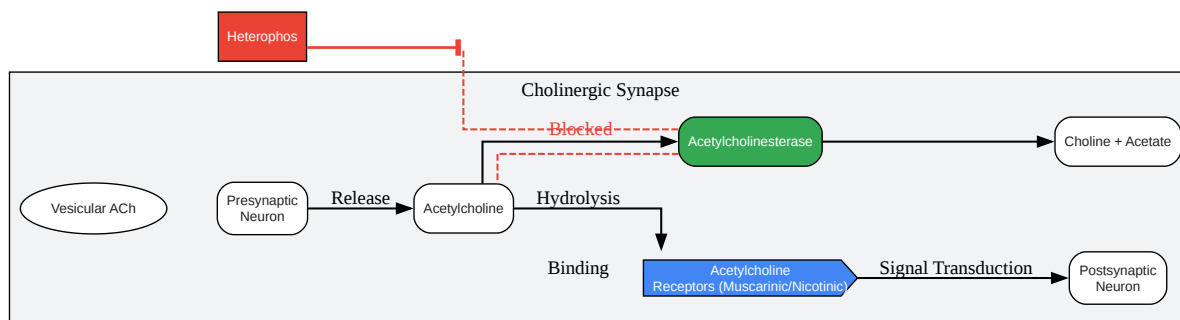 Heterophos
Cholinergic Synapse
Blocked
Acetylcholinesterase
Choline + Acetate
Vesicular ACh
Presynaptic
Neuron
Release
Acetylcholine
Hydrolysis
Binding
Acetylcholine
Receptors (Muscarinic/Nicotinic)
Signal Transduction
Postsynaptic
Neuron